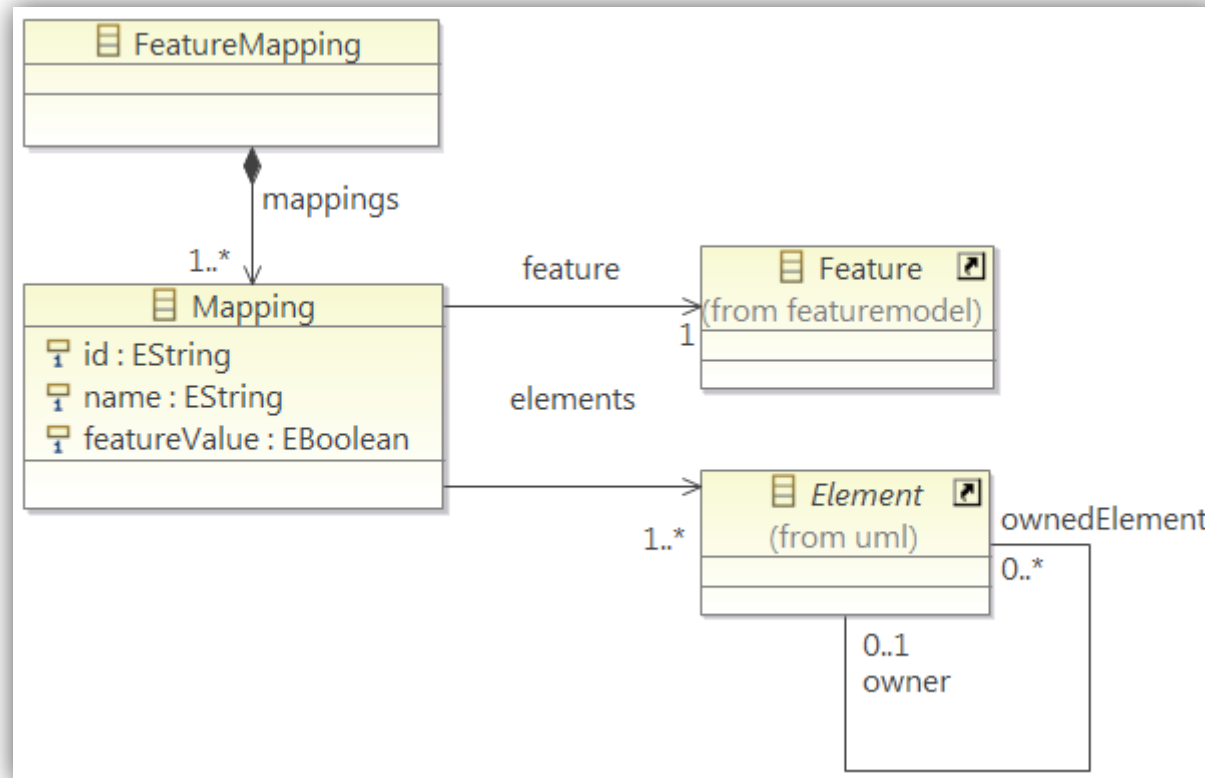 FeatureMapping
mappings
1..*
Mapping
id : EString
name : EString
featureValue : EBoolean
feature
1
Feature
(from featuremodel)
elements
1..*
Element
(from uml)
ownedElement
0..*
0..1
owner